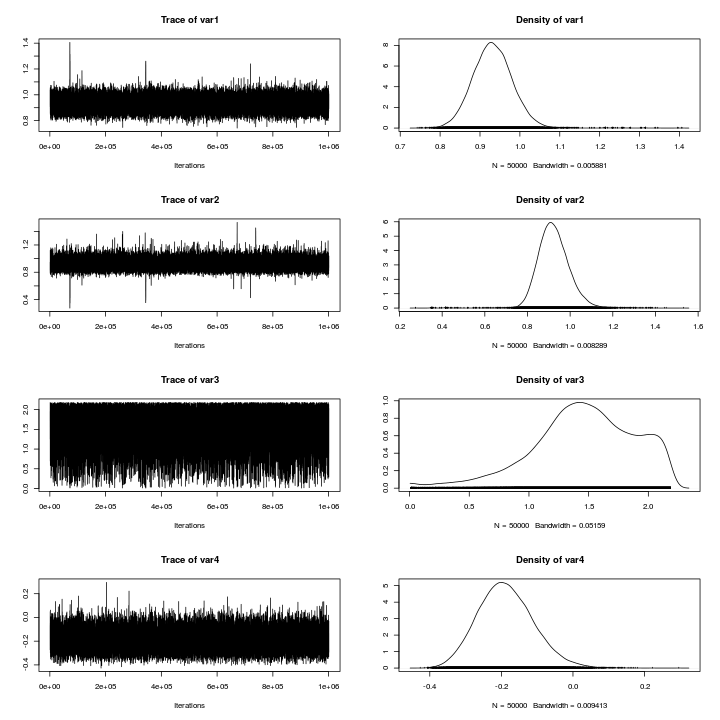 Trace of var1
0.8 1.0 1.2 1.4
0e+00 2e+05 4e+05 6e+05 8e+05 1e+06
Iterations
Density of var1
0 2 4 6 8
0.7 0.8 0.9 1.0 1.1 1.2 1.3 1.4
N = 50000 Bandwidth = 0.005881
Trace of var2
0.4 0.8 1.2
0e+00 2e+05 4e+05 6e+05 8e+05 1e+06
Iterations
Density of var2
0 1 2 3 4 5 6
0.2 0.4 0.6 0.8 1.0 1.2 1.4 1.6
N = 50000 Bandwidth = 0.008289
Trace of var3
0.0 0.5 1.0 1.5 2.0
0e+00 2e+05 4e+05 6e+05 8e+05 1e+06
Iterations
Density of var3
0.0 0.2 0.4 0.6 0.8 1.0
0.0 0.5 1.0 1.5 2.0
N = 50000 Bandwidth = 0.05159
Trace of var4
-0.4 -0.2 0.0 0.2
0e+00 2e+05 4e+05 6e+05 8e+05 1e+06
Iterations
Density of var4
0 1 2 3 4 5
-0.4 -0.2 0.0 0.2
N = 50000 Bandwidth = 0.009413